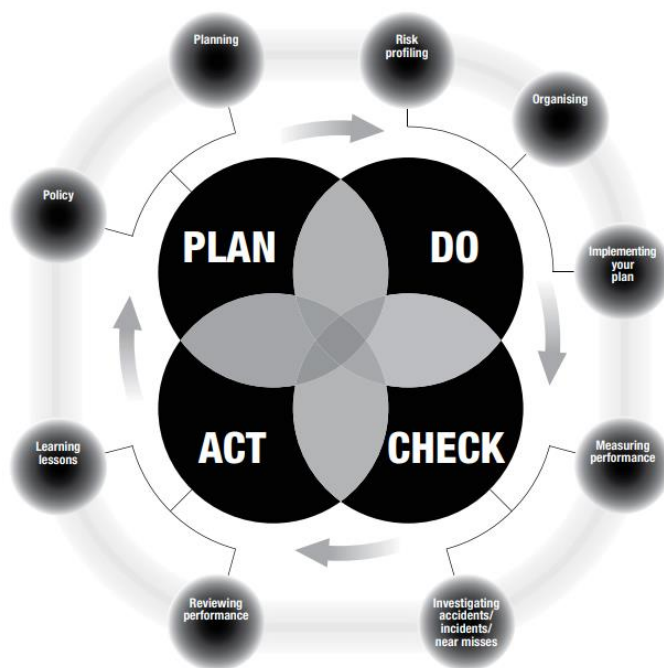 Planning
Risk
profiling
Organising
Policy
PLAN
DO
Implementing
your
plan
ACT
CHECK
Learning
lessons
Measuring
performance
Reviewing
performance
Investigating
accidents/
incidents/
near misses